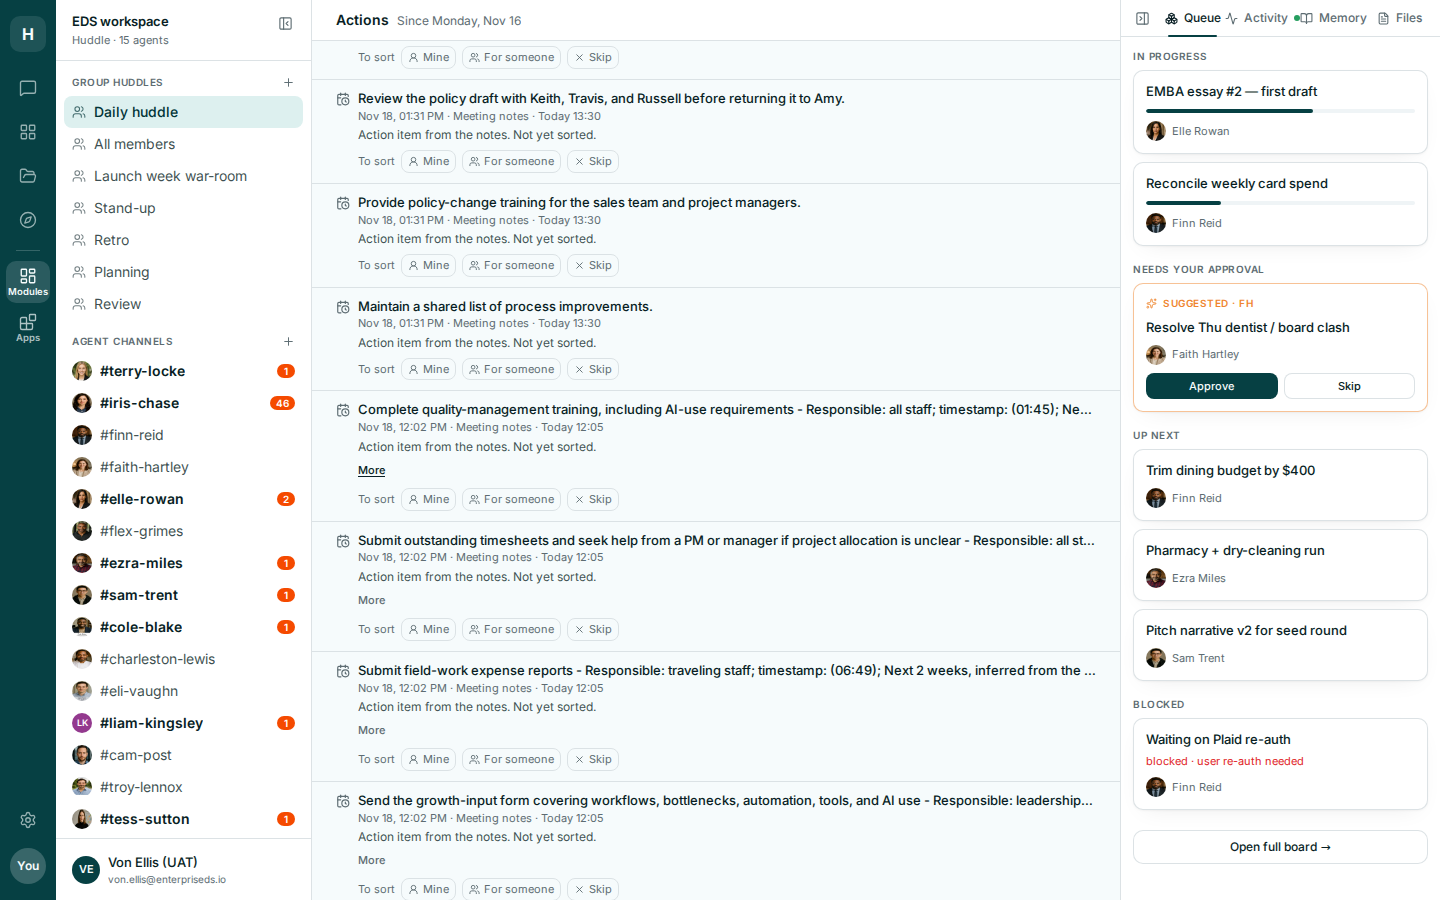 H
Modules
Apps
You
EDS workspace
Huddle · 15 agents
GROUP HUDDLES
Daily huddle
All members
Launch week war-room
Stand-up
Retro
Planning
Review
AGENT CHANNELS
#terry-locke 1
#iris-chase 46
#finn-reid
#faith-hartley
#elle-rowan 2
#flex-grimes
#ezra-miles 1
#sam-trent 1
#cole-blake 1
#charleston-lewis
#eli-vaughn
LK #liam-kingsley 1
#cam-post
#troy-lennox
#tess-sutton 1
VE Von Ellis (UAT)
von.ellis@enterpriseds.io
Actions Since Monday, Nov 16
To sort Mine For someone Skip
Review the policy draft with Keith, Travis, and Russell before returning it to Amy.
Nov 18, 01:31 PM · Meeting notes · Today 13:30
Action item from the notes. Not yet sorted.
To sort Mine For someone Skip
Provide policy-change training for the sales team and project managers.
Nov 18, 01:31 PM · Meeting notes · Today 13:30
Action item from the notes. Not yet sorted.
To sort Mine For someone Skip
Maintain a shared list of process improvements.
Nov 18, 01:31 PM · Meeting notes · Today 13:30
Action item from the notes. Not yet sorted.
To sort Mine For someone Skip
Complete quality-management training, including AI-use requirements - Responsible: all staff; timestamp: (01:45); Ne...
Nov 18, 12:02 PM · Meeting notes · Today 12:05
Action item from the notes. Not yet sorted.
More
To sort Mine For someone Skip
Submit outstanding timesheets and seek help from a PM or manager if project allocation is unclear - Responsible: all st...
Nov 18, 12:02 PM · Meeting notes · Today 12:05
Action item from the notes. Not yet sorted.
More
To sort Mine For someone Skip
Submit field-work expense reports - Responsible: traveling staff; timestamp: (06:49); Next 2 weeks, inferred from the ...
Nov 18, 12:02 PM · Meeting notes · Today 12:05
Action item from the notes. Not yet sorted.
More
To sort Mine For someone Skip
Send the growth-input form covering workflows, bottlenecks, automation, tools, and AI use - Responsible: leadership...
Nov 18, 12:02 PM · Meeting notes · Today 12:05
Action item from the notes. Not yet sorted.
More
To sort Mine For someone Skip
Queue Activity Memory Files
IN PROGRESS
EMBA essay #2 — first draft
Elle Rowan
Reconcile weekly card spend
Finn Reid
NEEDS YOUR APPROVAL
SUGGESTED · FH
Resolve Thu dentist / board clash
Faith Hartley
Approve Skip
UP NEXT
Trim dining budget by $400
Finn Reid
Pharmacy + dry-cleaning run
Ezra Miles
Pitch narrative v2 for seed round
Sam Trent
BLOCKED
Waiting on Plaid re-auth
blocked · user re-auth needed
Finn Reid
Open full board →